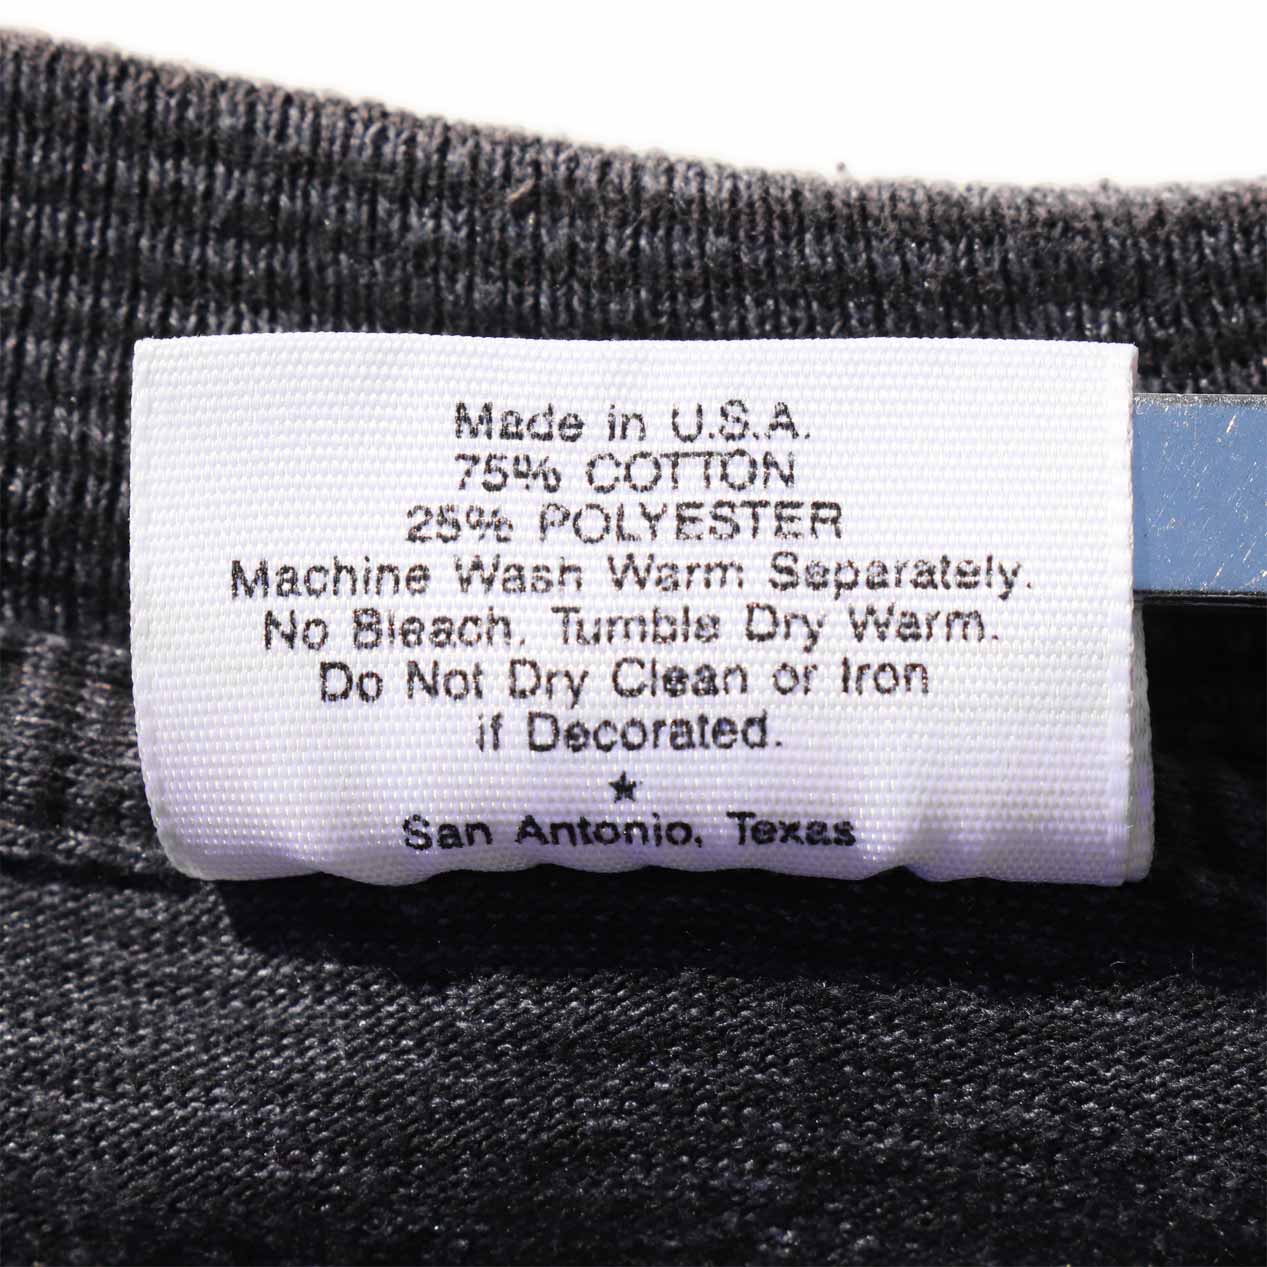 Made in U.S.A.
75% COTTON
25% POLYESTER
Machine Wash Warm Separately.
No Bleach, Tumble Dry Warm.
Do Not Dry Clean or Iron
if Decorated.
★
San Antonio, Texas